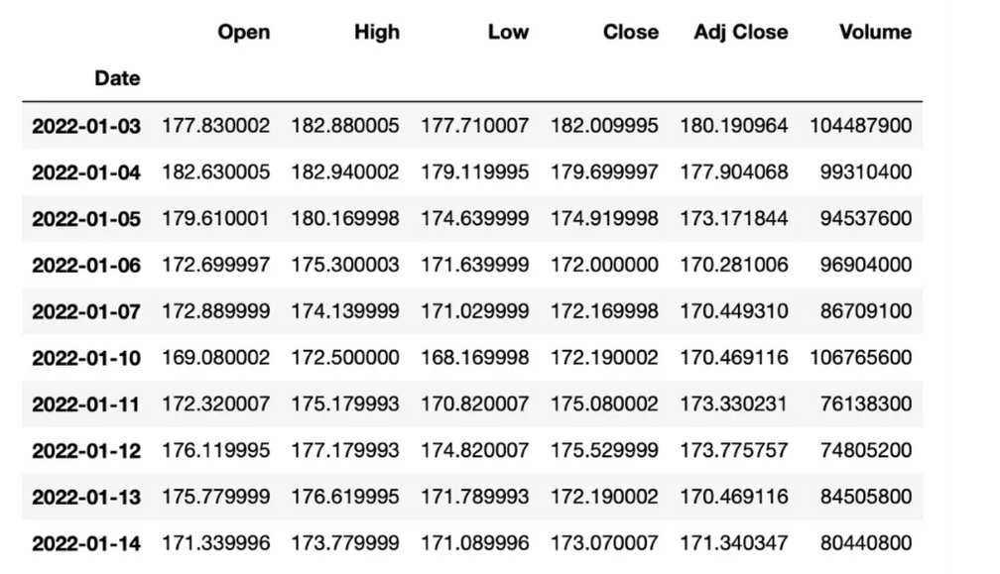 Open High Low Close Adj Close Volume
Date
2022-01-03 177.830002 182.880005 177.710007 182.009995 180.190964 104487900
2022-01-04 182.630005 182.940002 179.119995 179.699997 177.904068 99310400
2022-01-05 179.610001 180.169998 174.639999 174.919998 173.171844 94537600
2022-01-06 172.699997 175.300003 171.639999 172.000000 170.281006 96904000
2022-01-07 172.889999 174.139999 171.029999 172.169998 170.449310 86709100
2022-01-10 169.080002 172.500000 168.169998 172.190002 170.469116 106765600
2022-01-11 172.320007 175.179993 170.820007 175.080002 173.330231 76138300
2022-01-12 176.119995 177.179993 174.820007 175.529999 173.775757 74805200
2022-01-13 175.779999 176.619995 171.789993 172.190002 170.469116 84505800
2022-01-14 171.339996 173.779999 171.089996 173.070007 171.340347 80440800